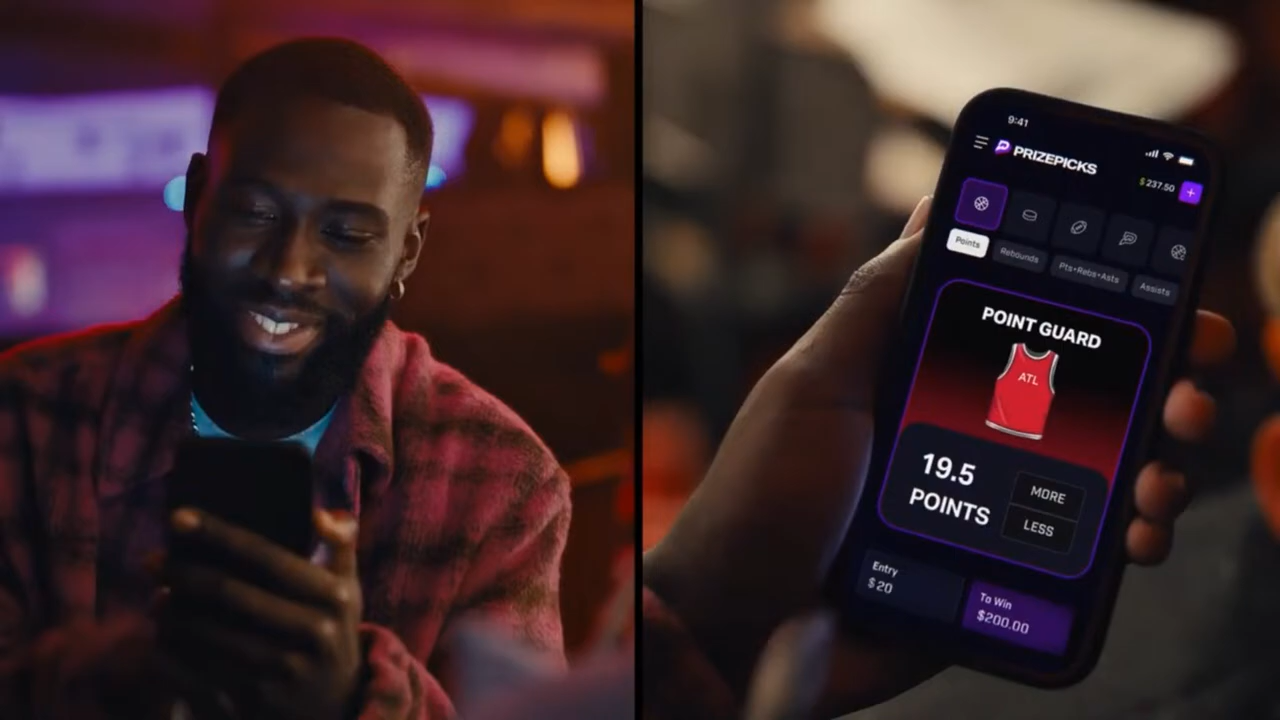 9:41
PRIZEPICKS
$237.50 +
Points Rebounds Pts+Rebs+Asts Assists
POINT GUARD
ATL
19.5
POINTS
MORE
LESS
Entry
$20
To Win
$200.00